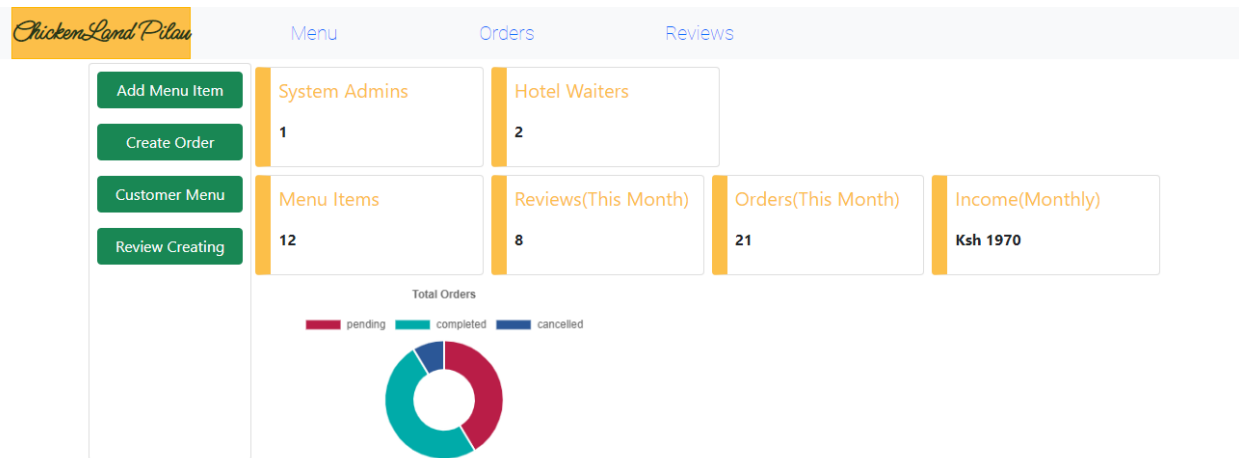 ChickenLand Pilau Menu Orders Reviews
Add Menu Item
Create Order
Customer Menu
Review Creating
System Admins
1
Hotel Waiters
2
Menu Items
12
Reviews(This Month)
8
Orders(This Month)
21
Income(Monthly)
Ksh 1970
Total Orders
pending completed cancelled